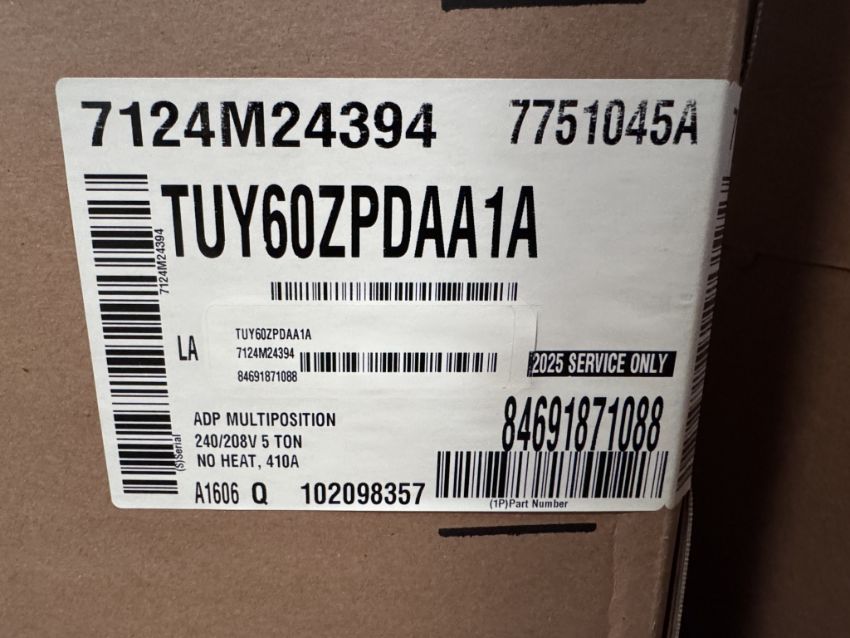 7124M24394 7751045A
TUY60ZPDAA1A
7124M24394
(S)Serial
LA
TUY60ZPDAA1A
7124M24394
84691871088
2025 SERVICE ONLY
ADP MULTIPOSITION
240/208V 5 TON
NO HEAT, 410A
84691871088
A1606 Q 102098357
(1P)Part Number